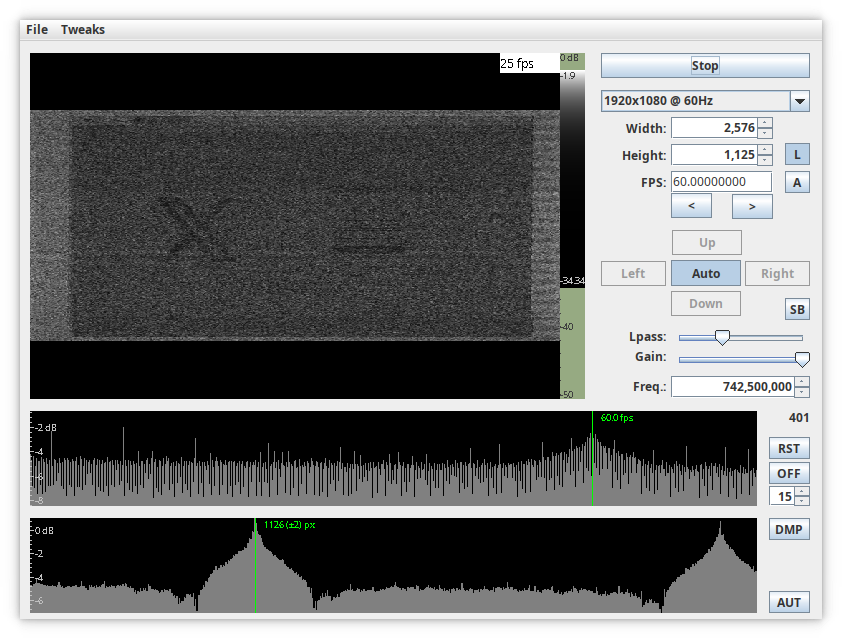 File Tweaks
25 fps
0 dB
-1.9
-34.34
-40
-50
X =
Stop
1920x1080 @ 60Hz
Width: 2,576
Height: 1,125 L
FPS: 60.00000000 A
< >
Up
Left Auto Right
Down
SB
Lpass:
Gain:
Freq.: 742,500,000
60.0 fps
-2 dB
-4
-6
-8
401
RST
OFF
15
1126 (±2) px
0 dB
-2
-4
-6
DMP
AUT